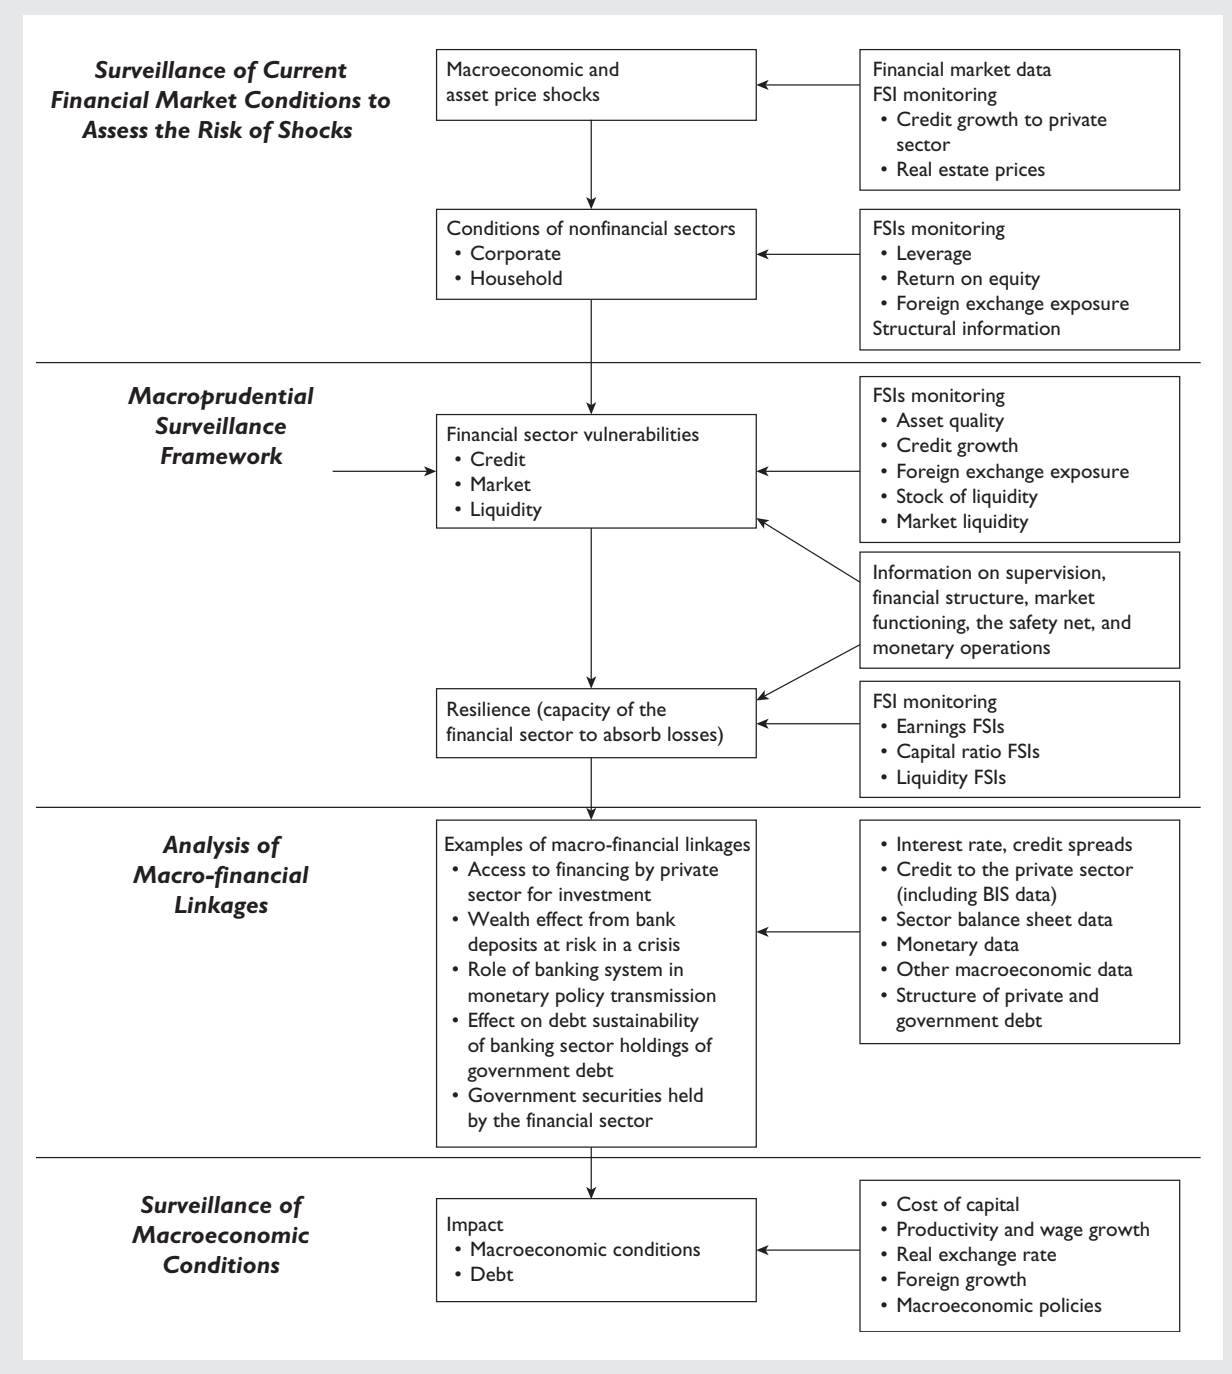 Surveillance of Current
Financial Market Conditions to
Assess the Risk of Shocks
Macroeconomic and
asset price shocks
Financial market data
FSI monitoring
• Credit growth to private
sector
• Real estate prices
Conditions of nonfinancial sectors
• Corporate
• Household
FSIs monitoring
• Leverage
• Return on equity
• Foreign exchange exposure
Structural information
Macroprudential
Surveillance
Framework
Financial sector vulnerabilities
• Credit
• Market
• Liquidity
FSIs monitoring
• Asset quality
• Credit growth
• Foreign exchange exposure
• Stock of liquidity
• Market liquidity
Information on supervision,
financial structure, market
functioning, the safety net, and
monetary operations
Resilience (capacity of the
financial sector to absorb losses)
FSI monitoring
• Earnings FSIs
• Capital ratio FSIs
• Liquidity FSIs
Analysis of
Macro-financial
Linkages
Examples of macro-financial linkages
• Access to financing by private
sector for investment
• Wealth effect from bank
deposits at risk in a crisis
• Role of banking system in
monetary policy transmission
• Effect on debt sustainability
of banking sector holdings of
government debt
• Government securities held
by the financial sector
• Interest rate, credit spreads
• Credit to the private sector
(including BIS data)
• Sector balance sheet data
• Monetary data
• Other macroeconomic data
• Structure of private and
government debt
Surveillance of
Macroeconomic
Conditions
Impact
• Macroeconomic conditions
• Debt
• Cost of capital
• Productivity and wage growth
• Real exchange rate
• Foreign growth
• Macroeconomic policies